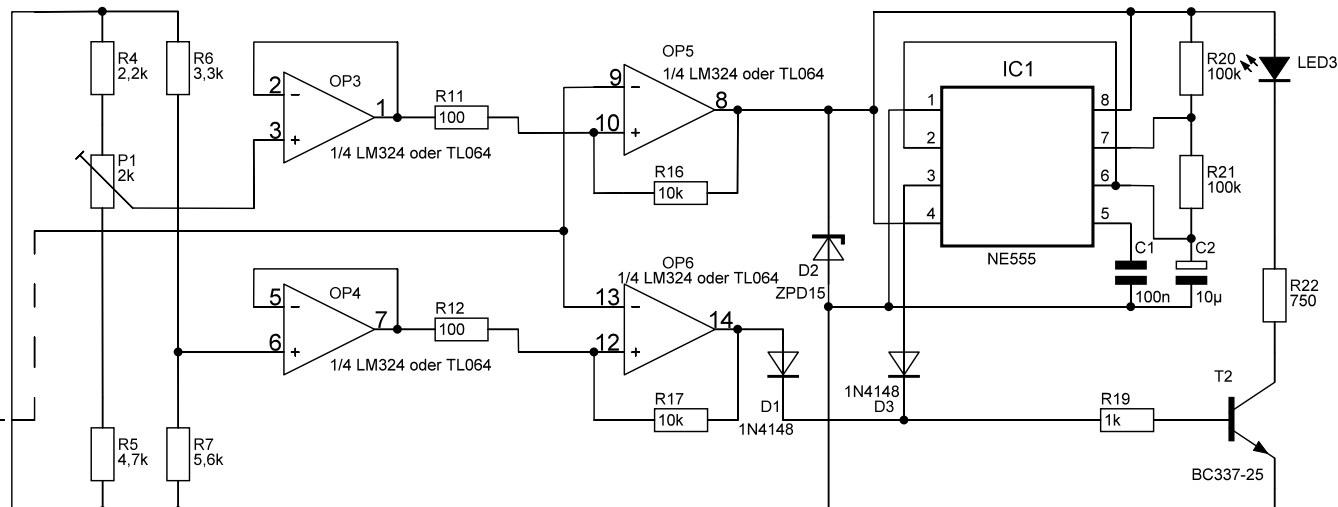 R4
2,2k
R6
3,3k
P1
2k
R5
4,7k
R7
5,6k
OP3
2
3
1
1/4 LM324 oder TL064
R11
100
OP4
5
6
7
1/4 LM324 oder TL064
R12
100
OP5
1/4 LM324 oder TL064
9
10
8
R16
10k
OP6
1/4 LM324 oder TL064
13
12
14
R17
10k
D2
ZPD15
D1
1N4148
1N4148
D3
IC1
1
2
3
4
8
7
6
5
NE555
C1
100n
C2
10µ
R20
100k
R21
100k
LED3
R22
750
R19
1k
T2
BC337-25